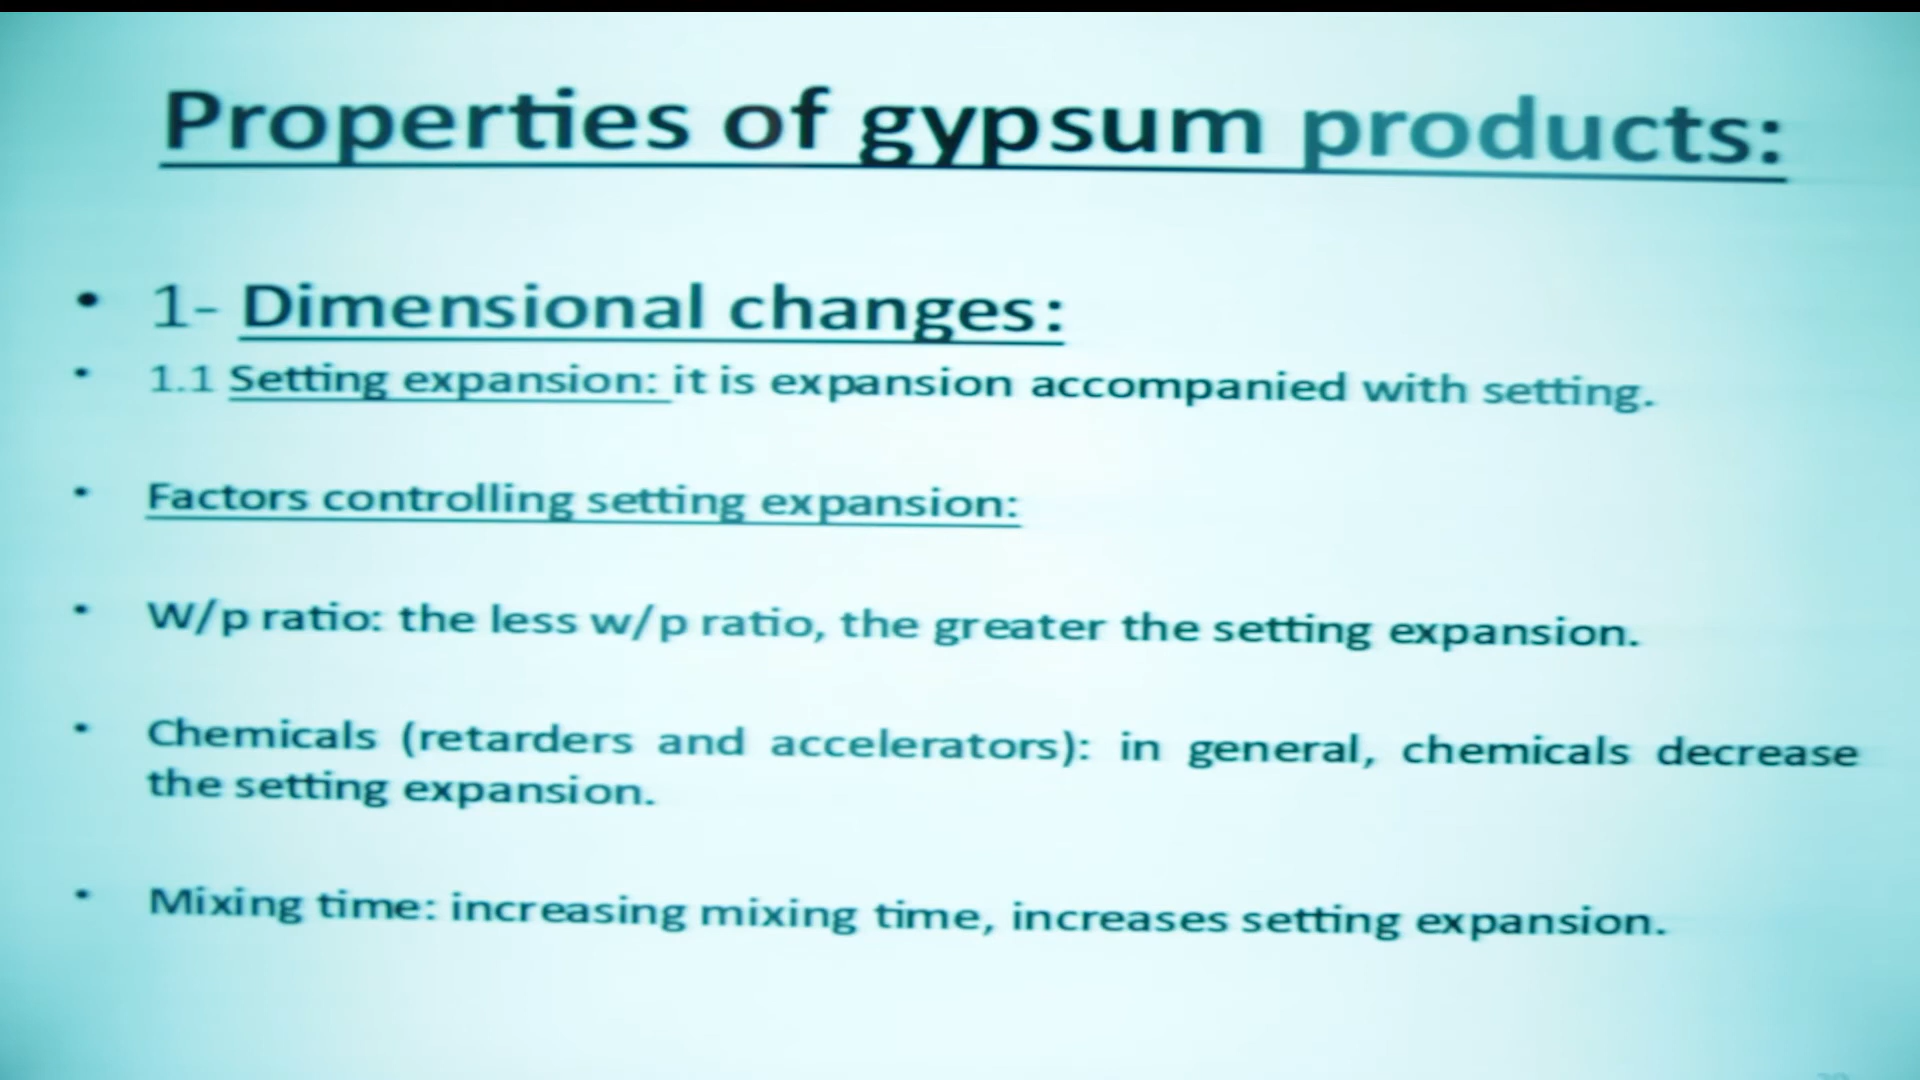 Properties of gypsum products:
• 1- Dimensional changes:
• 1.1 Setting expansion: it is expansion accompanied with setting.
• Factors controlling setting expansion:
• W/p ratio: the less w/p ratio, the greater the setting expansion.
• Chemicals (retarders and accelerators): in general, chemicals decrease
the setting expansion.
• Mixing time: increasing mixing time, increases setting expansion.